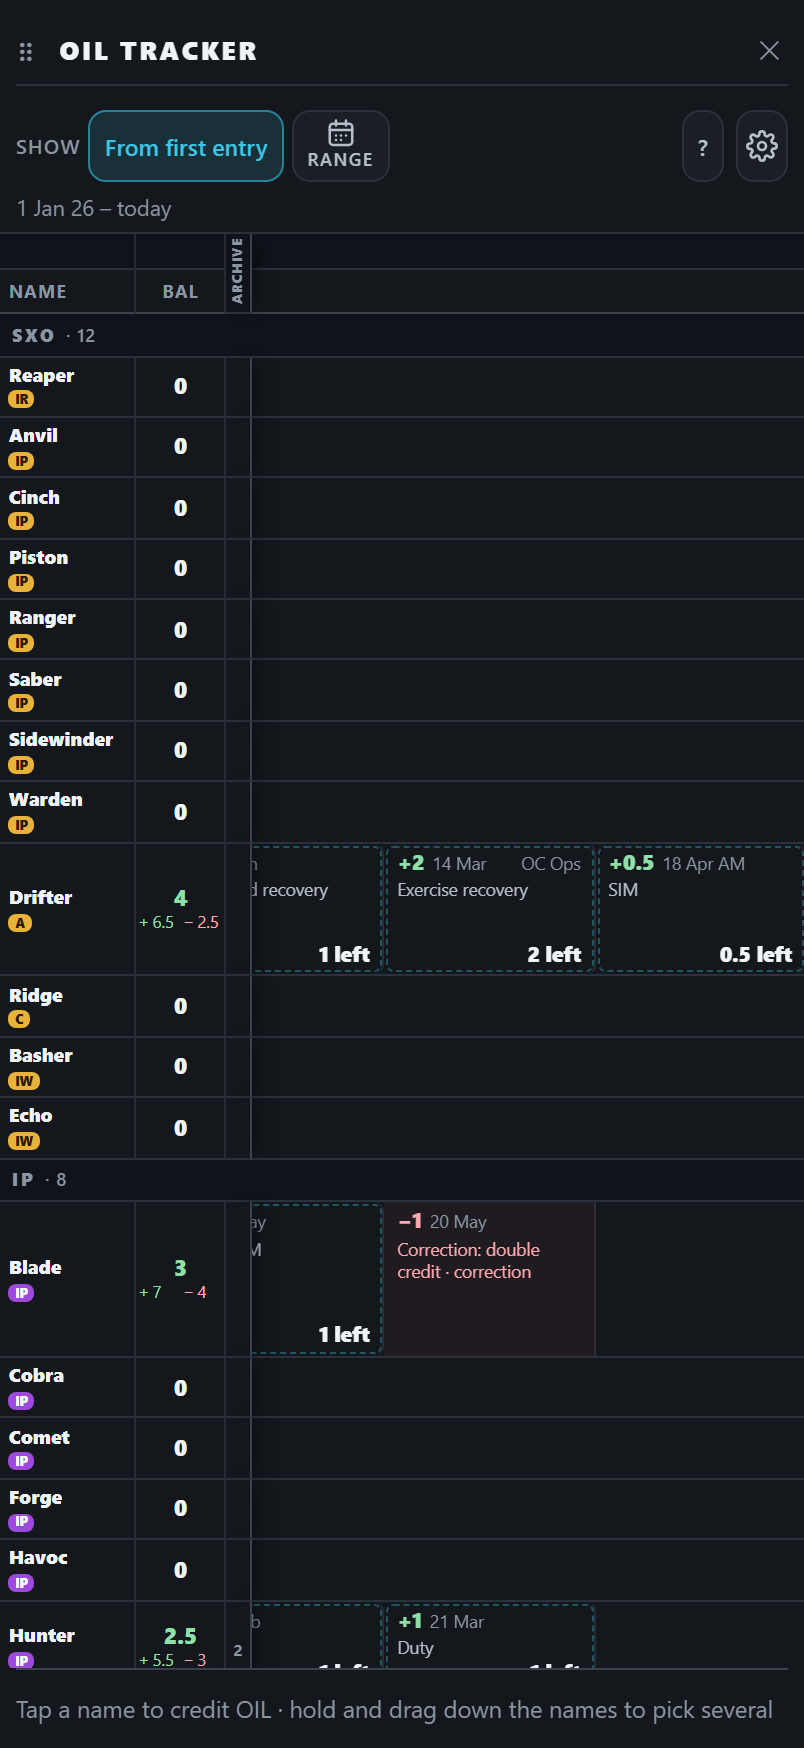 OIL TRACKER
SHOW
From first entry
RANGE
?
1 Jan 26 – today
NAME
BAL
ARCHIVE
SXO · 12
Reaper
IR
0
Anvil
IP
0
Cinch
IP
0
Piston
IP
0
Ranger
IP
0
Saber
IP
0
Sidewinder
IP
0
Warden
IP
0
Drifter
A
4
+ 6.5 − 2.5
recovery
1 left
+2 14 Mar OC Ops
Exercise recovery
2 left
+0.5 18 Apr AM
SIM
0.5 left
Ridge
C
0
Basher
IW
0
Echo
IW
0
IP · 8
Blade
IP
3
+ 7 − 4
1 left
−1 20 May
Correction: double
credit · correction
Cobra
IP
0
Comet
IP
0
Forge
IP
0
Havoc
IP
0
Hunter
IP
2.5
+ 5.5 − 3
2
+1 21 Mar
Duty
Tap a name to credit OIL · hold and drag down the names to pick several